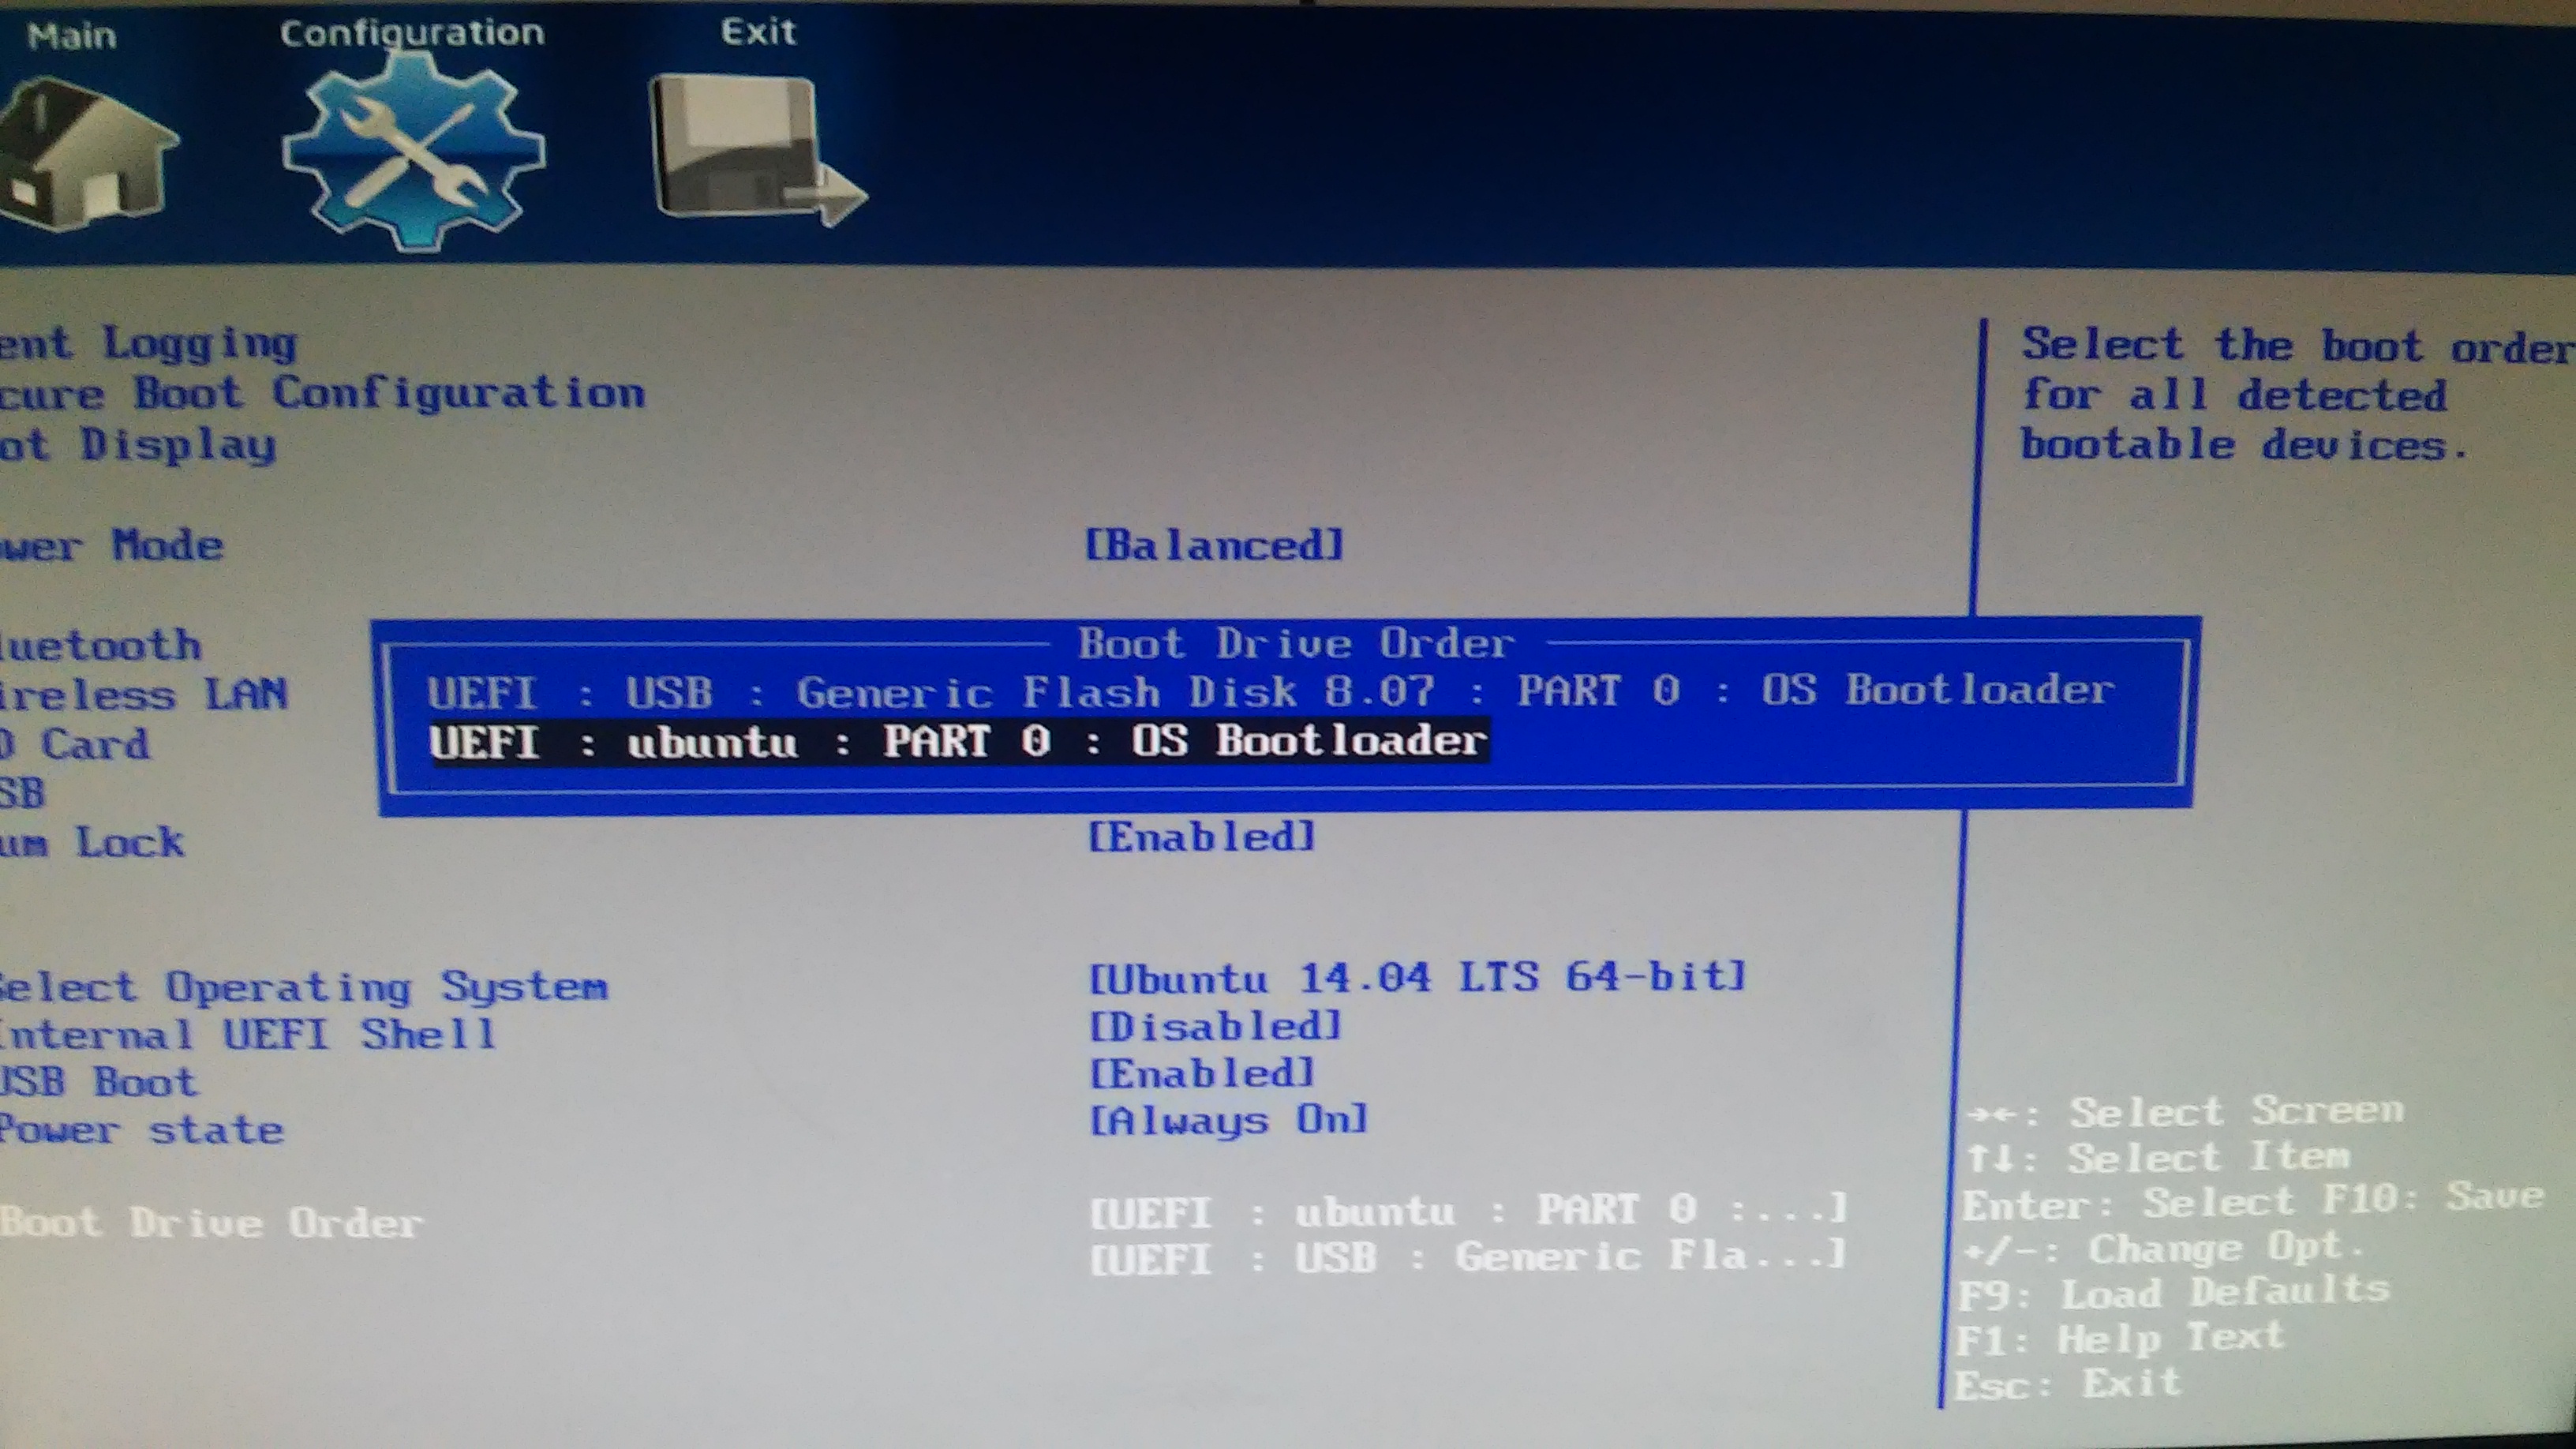 Main Configuration Exit
ent Logging
cure Boot Configuration
ot Display
wer Mode [Balanced]
luetooth
ireless LAN
D Card
SB
um Lock [Enabled]
Select Operating System [Ubuntu 14.04 LTS 64-bit]
Internal UEFI Shell [Disabled]
USB Boot [Enabled]
Power state [Always On]
Boot Drive Order [UEFI : ubuntu : PART 0 :...]
[UEFI : USB : Generic Fla...]
Boot Drive Order
UEFI : USB : Generic Flash Disk 8.07 : PART 0 : OS Bootloader
UEFI : ubuntu : PART 0 : OS Bootloader
Select the boot order
for all detected
bootable devices.
→←: Select Screen
↑↓: Select Item
Enter: Select F10: Save
+/-: Change Opt.
F9: Load Defaults
F1: Help Text
Esc: Exit